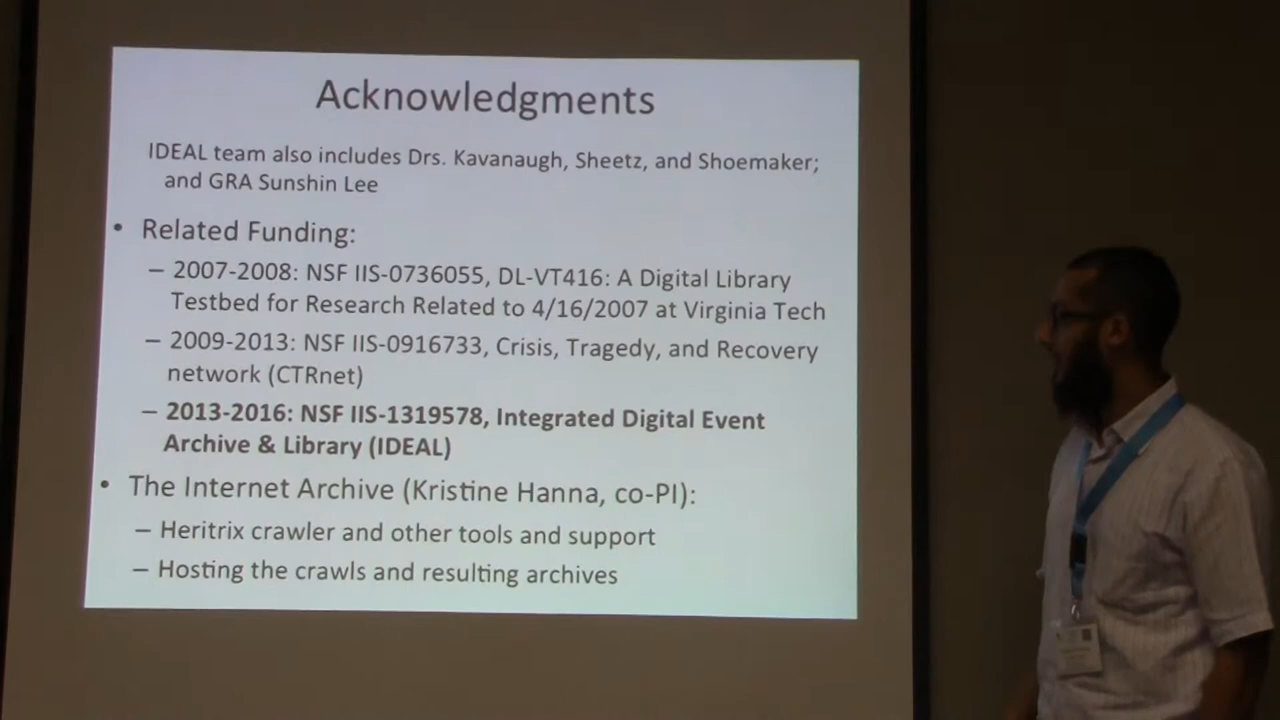 Acknowledgments
IDEAL team also includes Drs. Kavanaugh, Sheetz, and Shoemaker;
and GRA Sunshin Lee
• Related Funding:
– 2007-2008: NSF IIS-0736055, DL-VT416: A Digital Library
Testbed for Research Related to 4/16/2007 at Virginia Tech
– 2009-2013: NSF IIS-0916733, Crisis, Tragedy, and Recovery
network (CTRnet)
– 2013-2016: NSF IIS-1319578, Integrated Digital Event
Archive & Library (IDEAL)
• The Internet Archive (Kristine Hanna, co-PI):
– Heritrix crawler and other tools and support
– Hosting the crawls and resulting archives